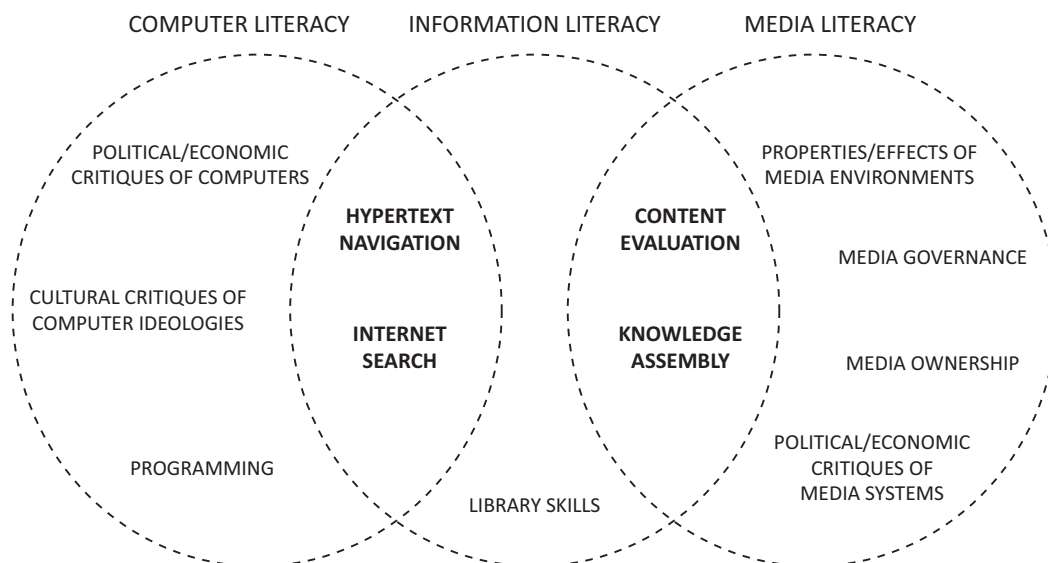 COMPUTER LITERACY
INFORMATION LITERACY
MEDIA LITERACY
POLITICAL/ECONOMIC
CRITIQUES OF COMPUTERS
CULTURAL CRITIQUES OF
COMPUTER IDEOLOGIES
PROGRAMMING
HYPERTEXT
NAVIGATION
INTERNET
SEARCH
LIBRARY SKILLS
CONTENT
EVALUATION
KNOWLEDGE
ASSEMBLY
PROPERTIES/EFFECTS OF
MEDIA ENVIRONMENTS
MEDIA GOVERNANCE
MEDIA OWNERSHIP
POLITICAL/ECONOMIC
CRITIQUES OF
MEDIA SYSTEMS